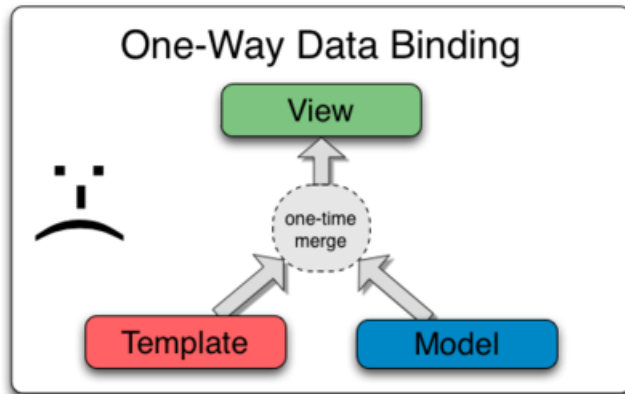 One-Way Data Binding
View
one-time
merge
Template
Model